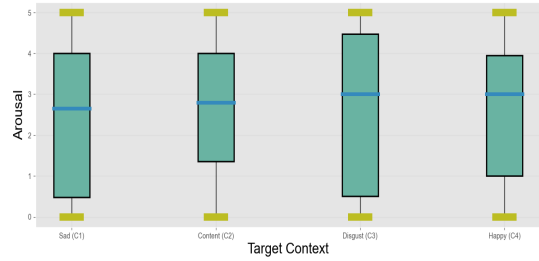 5
4
3
2
1
0
Arousal
Sad (C1) Content (C2) Disgust (C3) Happy (C4)
Target Context